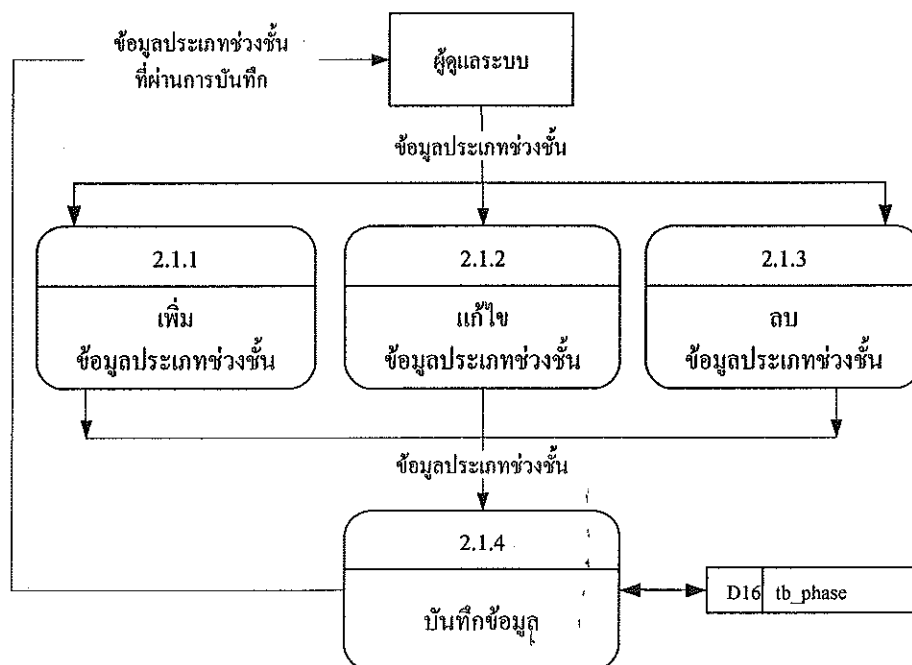 ข้อมูลประเภทช่วงชั้น
ที่ผ่านการบันทึก
ผู้ดูแลระบบ
ข้อมูลประเภทช่วงชั้น
2.1.1
เพิ่ม
ข้อมูลประเภทช่วงชั้น
2.1.2
แก้ไข
ข้อมูลประเภทช่วงชั้น
2.1.3
ลบ
ข้อมูลประเภทช่วงชั้น
ข้อมูลประเภทช่วงชั้น
2.1.4
บันทึกข้อมูล
D16 tb_phase